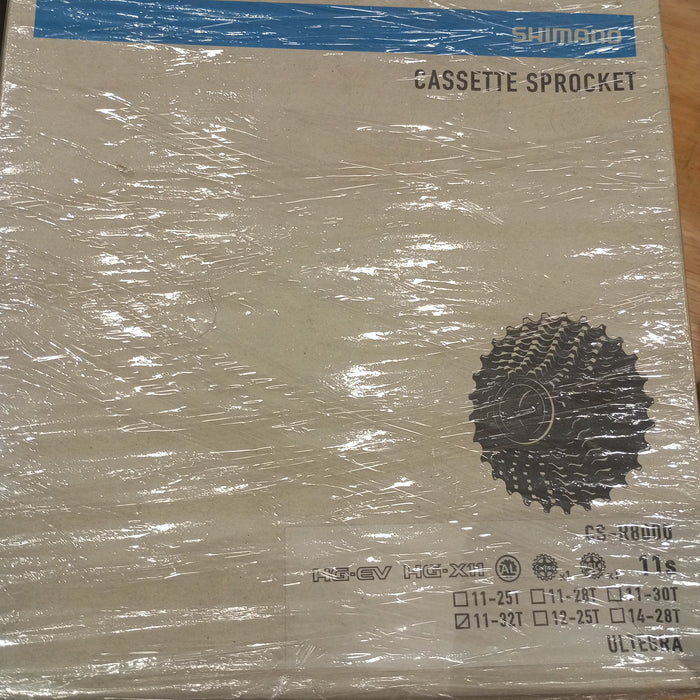 SHIMANO
CASSETTE SPROCKET
CS-R8000
HG-EV HG-X11 11s
11-25T 11-28T 11-30T
11-32T 12-25T 14-28T
ULTEGRA